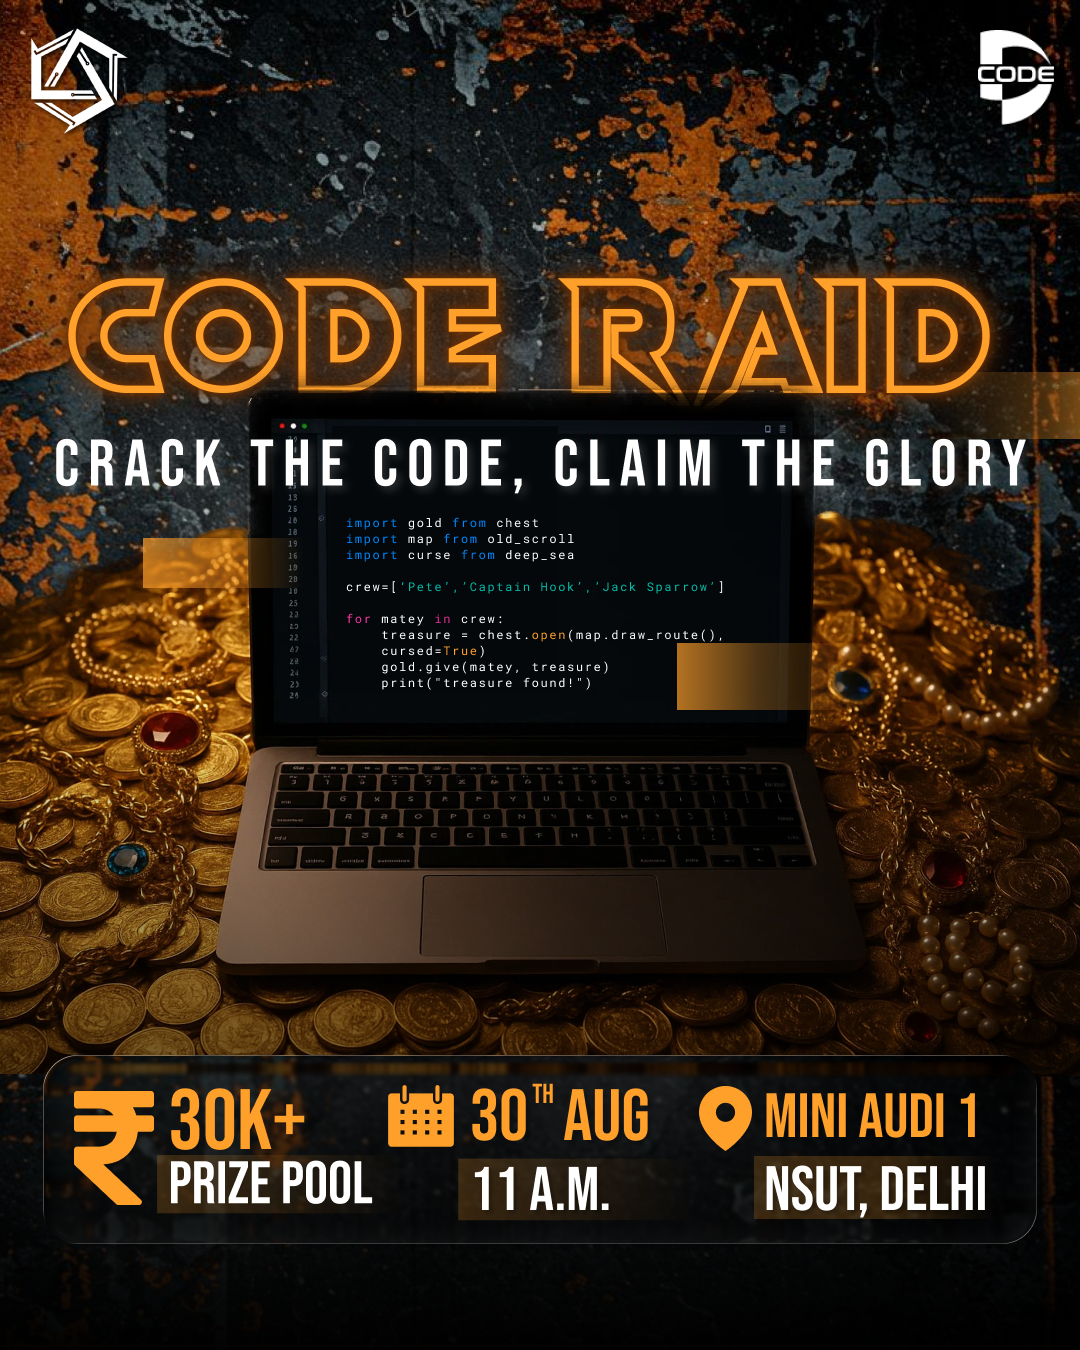 CODE
CODE RAID
CRACK THE CODE, CLAIM THE GLORY
import gold from chest
import map from old_scroll
import curse from deep_sea
crew=['Pete','Captain Hook','Jack Sparrow']
for matey in crew:
treasure = chest.open(map.draw_route(),
cursed=True)
gold.give(matey, treasure)
print("treasure found!")
₹ 30K+
PRIZE POOL
30TH AUG
11 A.M.
MINI AUDI 1
NSUT, DELHI